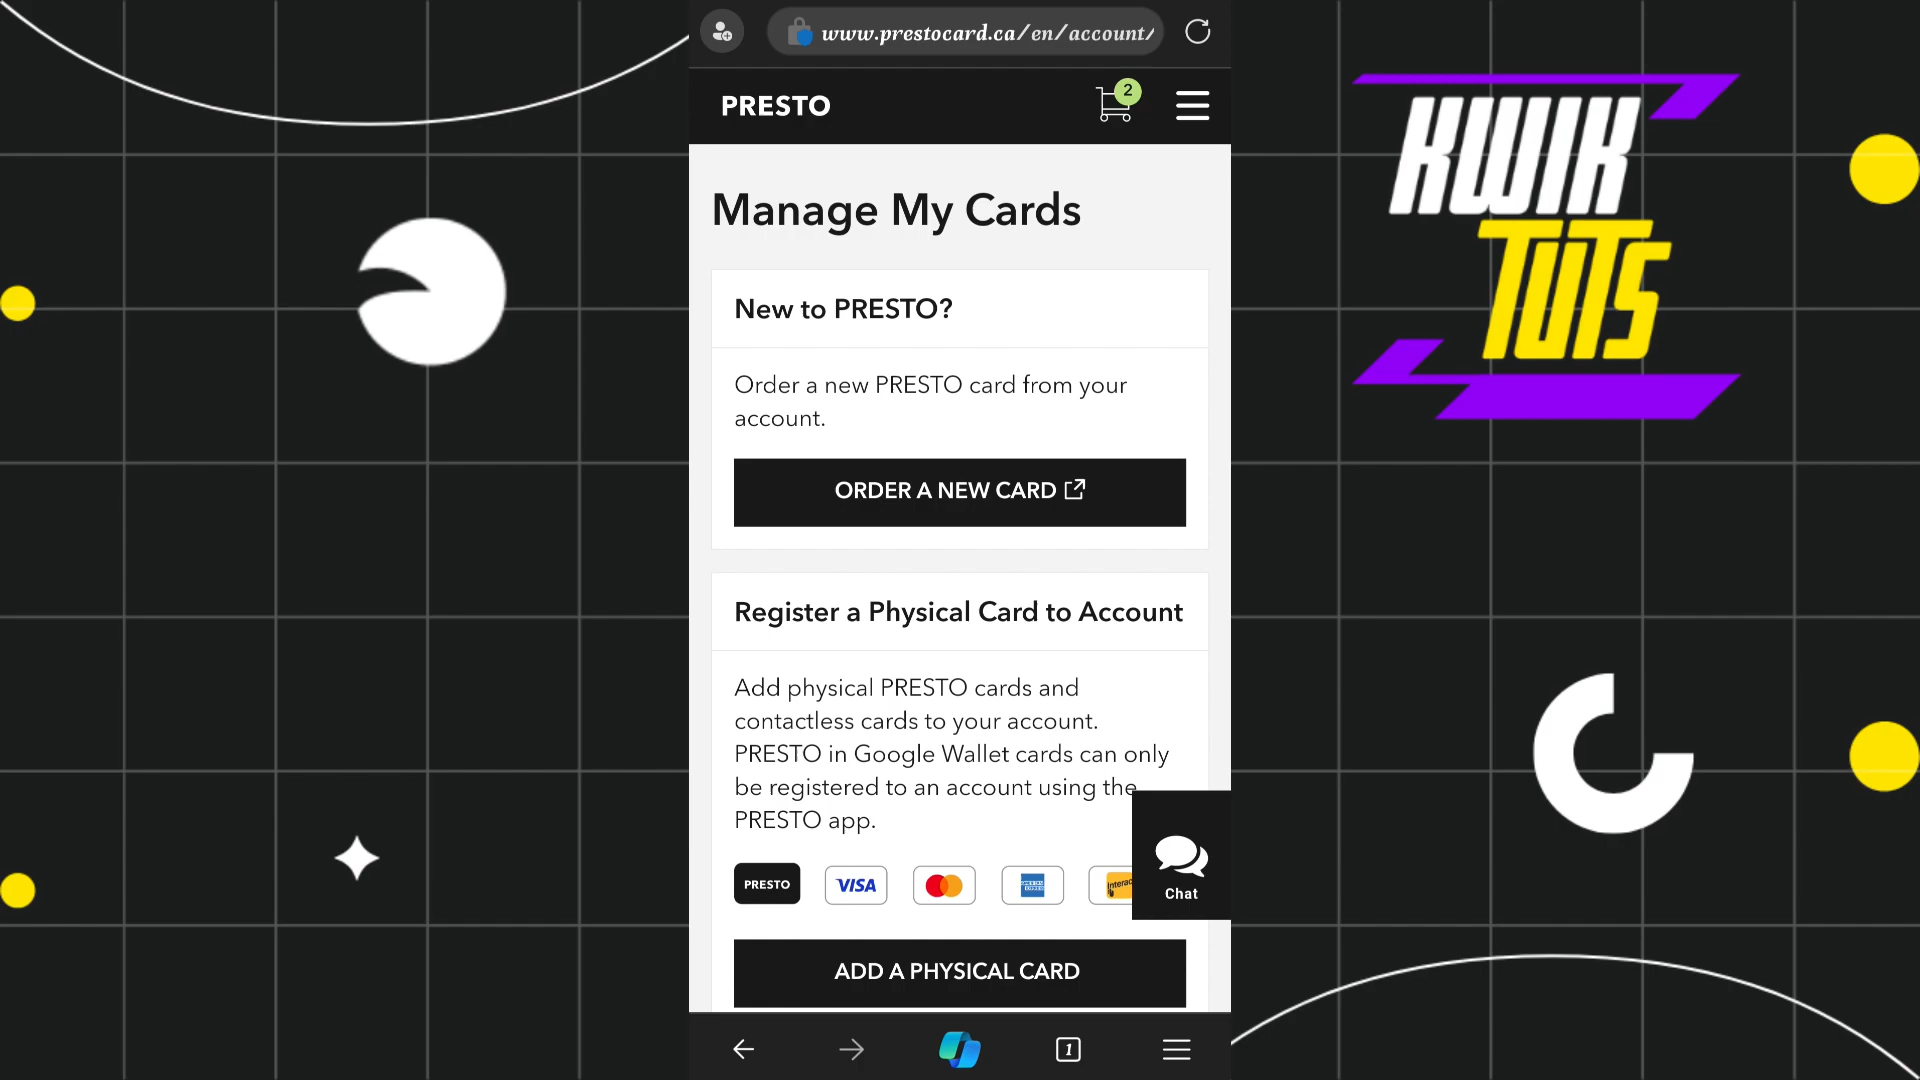 www.prestocard.ca/en/account/
PRESTO
2
KWIK
TUTS
Manage My Cards
New to PRESTO?
Order a new PRESTO card from your
account.
ORDER A NEW CARD
Register a Physical Card to Account
Add physical PRESTO cards and
contactless cards to your account.
PRESTO in Google Wallet cards can only
be registered to an account using the
PRESTO app.
PRESTO
VISA
Interac
Chat
ADD A PHYSICAL CARD
1